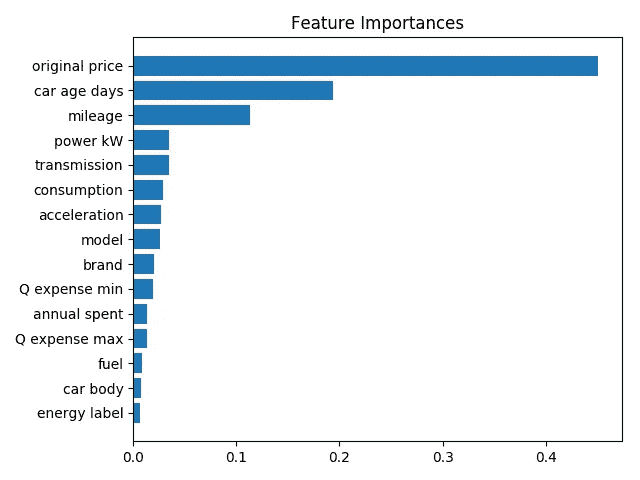 Feature Importances
original price
car age days
mileage
power kW
transmission
consumption
acceleration
model
brand
Q expense min
annual spent
Q expense max
fuel
car body
energy label
0.0 0.1 0.2 0.3 0.4